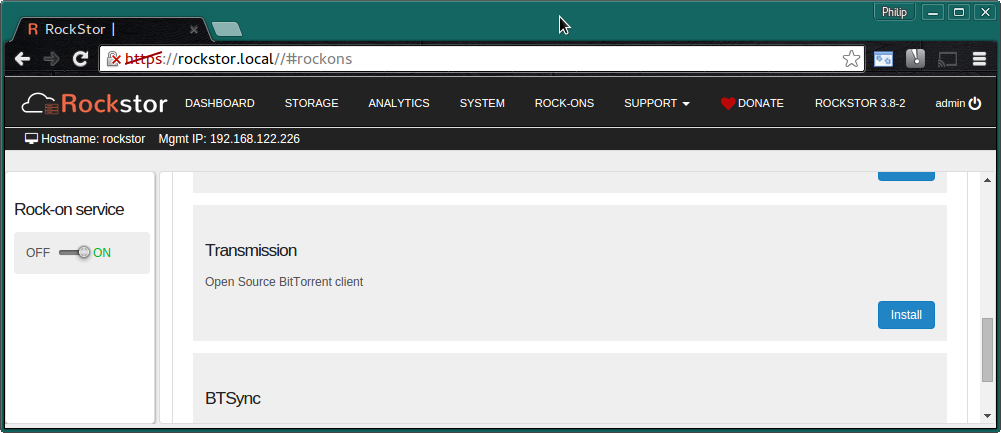 Philip
RockStor |
https://rockstor.local//#rockons
Rockstor DASHBOARD STORAGE ANALYTICS SYSTEM ROCK-ONS SUPPORT DONATE ROCKSTOR 3.8-2 admin
Hostname: rockstor Mgmt IP: 192.168.122.226
Rock-on service
OFF ON
Transmission
Open Source BitTorrent client
Install
BTSync